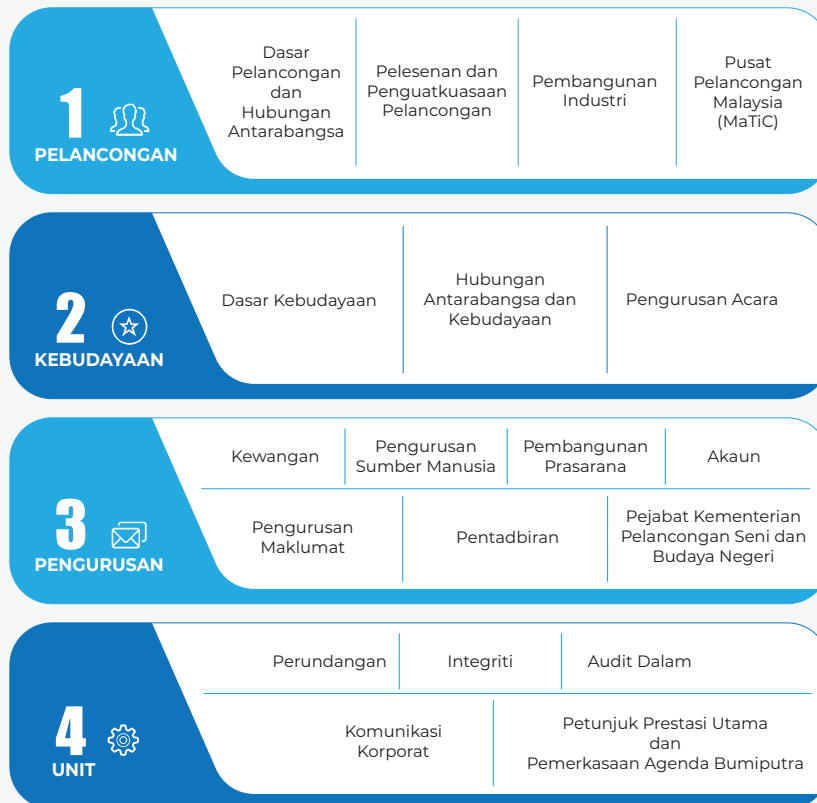 1
PELANCONGAN
Dasar
Pelancongan
dan
Hubungan
Antarabangsa
Pelesenan dan
Penguatkuasaan
Pelancongan
Pembangunan
Industri
Pusat
Pelancongan
Malaysia
(MaTiC)
2
KEBUDAYAAN
Dasar Kebudayaan
Hubungan
Antarabangsa dan
Kebudayaan
Pengurusan Acara
3
PENGURUSAN
Kewangan
Pengurusan
Sumber Manusia
Pembangunan
Prasarana
Akaun
Pengurusan
Maklumat
Pentadbiran
Pejabat Kementerian
Pelancongan Seni dan
Budaya Negeri
4
UNIT
Perundangan
Integriti
Audit Dalam
Komunikasi
Korporat
Petunjuk Prestasi Utama
dan
Pemerkasaan Agenda Bumiputra